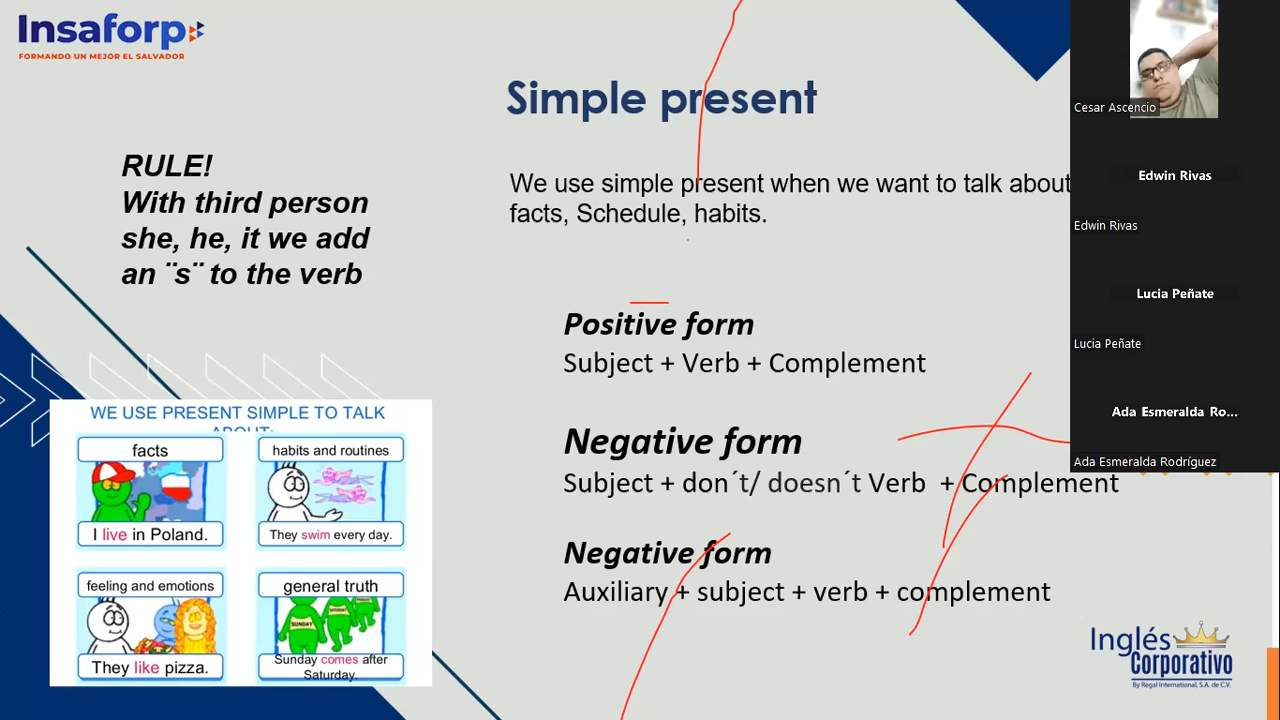 Insaforp
FORMANDO UN MEJOR EL SALVADOR
Simple present
RULE!
With third person
she, he, it we add
an ¨s¨ to the verb
We use simple present when we want to talk about
facts, Schedule, habits.
Positive form
Subject + Verb + Complement
Negative form
Subject + don´t/ doesn´t Verb + Complement
Negative form
Auxiliary + subject + verb + complement
WE USE PRESENT SIMPLE TO TALK
ABOUT:
facts
I live in Poland.
habits and routines
They swim every day.
feeling and emotions
They like pizza.
general truth
SUNDAY
Sunday comes after
Saturday.
Cesar Ascencio
Edwin Rivas
Edwin Rivas
Lucia Peñate
Lucia Peñate
Ada Esmeralda Ro...
Ada Esmeralda Rodríguez
Inglés
Corporativo
By Regal International, S.A. de C.V.